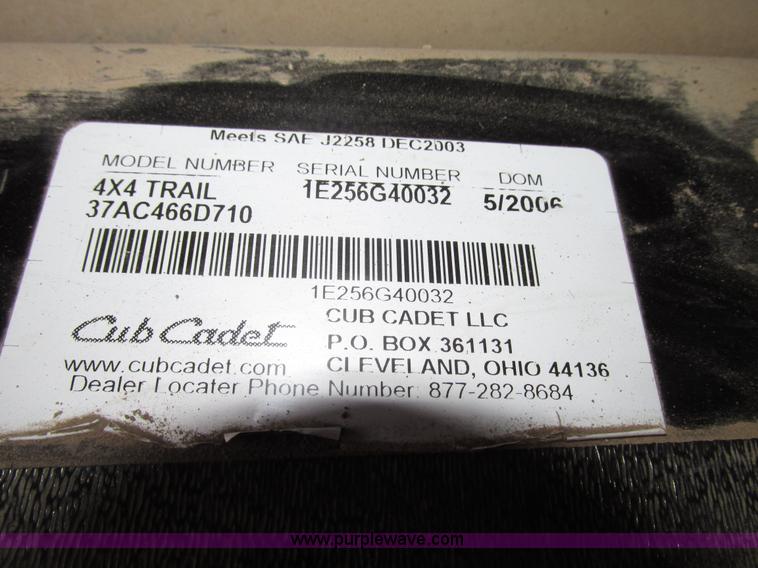 Meets SAE J2258 DEC2003
MODEL NUMBER SERIAL NUMBER DOM
4X4 TRAIL 1E256G40032 5/2006
37AC466D710
1E256G40032
Cub Cadet CUB CADET LLC
P.O. BOX 361131
www.cubcadet.com CLEVELAND, OHIO 44136
Dealer Locater Phone Number: 877-282-8684
www.purplewave.com